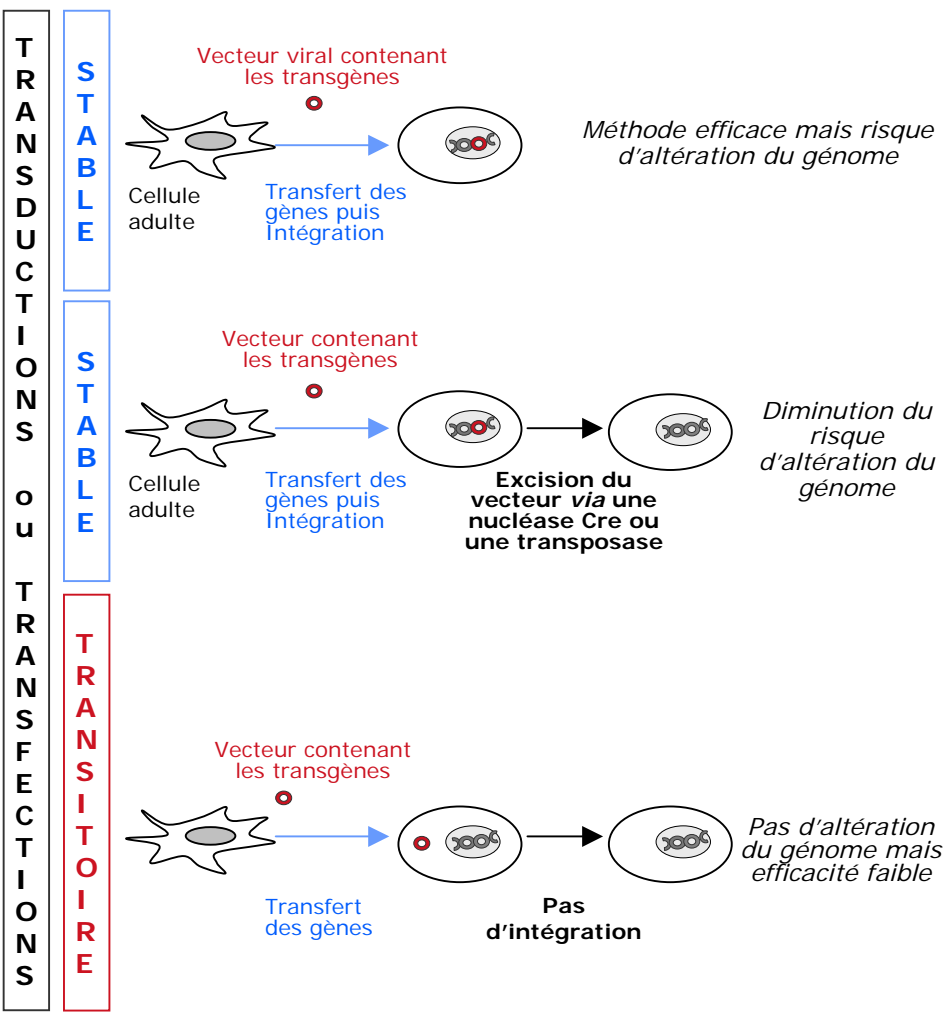 TRANSDUCTIONS ou TRANSFECTIONS
STABLE
Vecteur viral contenant
les transgènes
Cellule
adulte
Transfert des
gènes puis
Intégration
Méthode efficace mais risque
d'altération du génome
STABLE
Vecteur contenant
les transgènes
Cellule
adulte
Transfert des
gènes puis
Intégration
Excision du
vecteur via une
nucléase Cre ou
une transposase
Diminution du
risque
d'altération du
génome
TRANSITOIRE
Vecteur contenant
les transgènes
Transfert
des gènes
Pas
d'intégration
Pas d'altération
du génome mais
efficacité faible